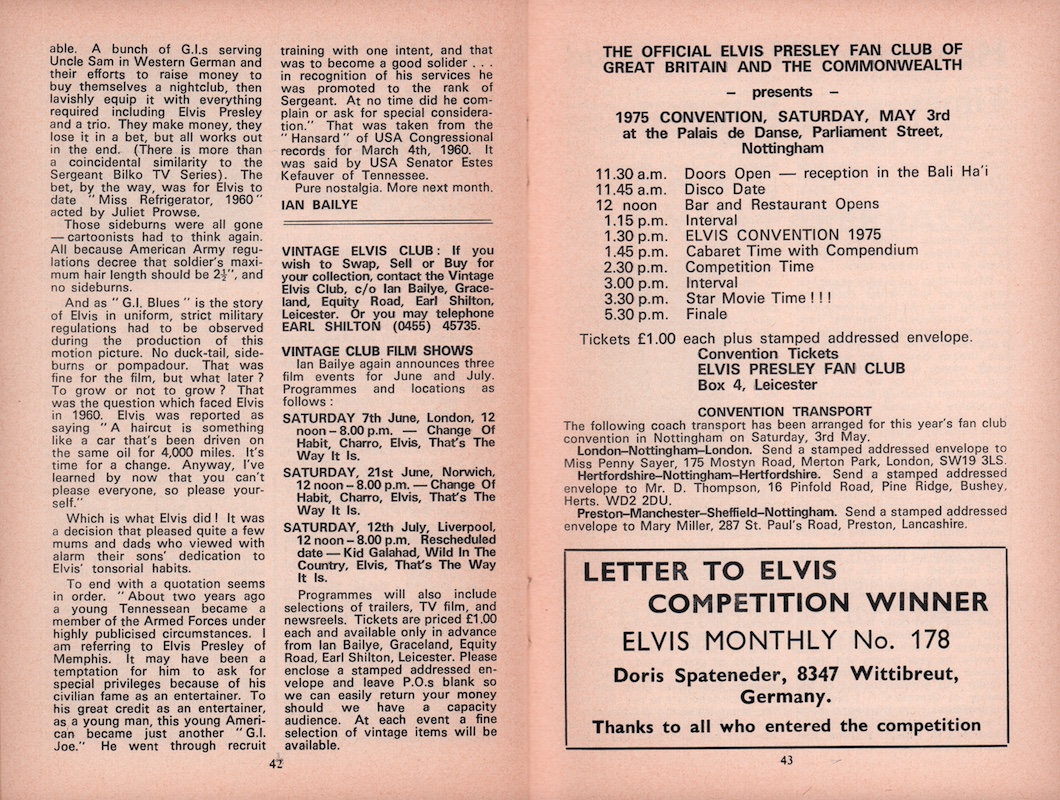 able. A bunch of G.I.s serving
Uncle Sam in Western German and
their efforts to raise money to
buy themselves a nightclub, then
lavishly equip it with everything
required including Elvis Presley
and a trio. They make money, they
lose it in a bet, but all works out
in the end. (There is more than
a coincidental similarity to the
Sergeant Bilko TV Series). The
bet, by the way, was for Elvis to
date "Miss Refrigerator, 1960"
acted by Juliet Prowse.
Those sideburns were all gone
— cartoonists had to think again.
All because American Army regu-
lations decree that soldier's maxi-
mum hair length should be 2½", and
no sideburns.
And as "G.I. Blues" is the story
of Elvis in uniform, strict military
regulations had to be observed
during the production of this
motion picture. No duck-tail, side-
burns or pompadour. That was
fine for the film, but what later?
To grow or not to grow? That
was the question which faced Elvis
in 1960. Elvis was reported as
saying "A haircut is something
like a car that's been driven on
the same oil for 4,000 miles. It's
time for a change. Anyway, I've
learned by now that you can't
please everyone, so please your-
self."
Which is what Elvis did! It was
a decision that pleased quite a few
mums and dads who viewed with
alarm their sons' dedication to
Elvis' tonsorial habits.
To end with a quotation seems
in order. "About two years ago
a young Tennessean became a
member of the Armed Forces under
highly publicised circumstances. I
am referring to Elvis Presley of
Memphis. It may have been a
temptation for him to ask for
special privileges because of his
civilian fame as an entertainer. To
his great credit as an entertainer,
as a young man, this young Ameri-
can became just another "G.I.
Joe." He went through recruit
training with one intent, and that
was to become a good solider . . .
in recognition of his services he
was promoted to the rank of
Sergeant. At no time did he com-
plain or ask for special considera-
tion." That was taken from the
"Hansard" of USA Congressional
records for March 4th, 1960. It
was said by USA Senator Estes
Kefauver of Tennessee.
Pure nostalgia. More next month.
IAN BAILYE
VINTAGE ELVIS CLUB: If you
wish to Swap, Sell or Buy for
your collection, contact the Vintage
Elvis Club, c/o Ian Bailye, Grace-
land, Equity Road, Earl Shilton,
Leicester. Or you may telephone
EARL SHILTON (0455) 45735.
VINTAGE CLUB FILM SHOWS
Ian Bailye again announces three
film events for June and July.
Programmes and locations as
follows:
SATURDAY 7th June, London, 12
noon – 8.00 p.m. — Change Of
Habit, Charro, Elvis, That's The
Way It Is.
SATURDAY, 21st June, Norwich,
12 noon – 8.00 p.m. — Change Of
Habit, Charro, Elvis, That's The
Way It Is.
SATURDAY, 12th July, Liverpool,
12 noon – 8.00 p.m. Rescheduled
date — Kid Galahad, Wild In The
Country, Elvis, That's The Way
It Is.
Programmes will also include
selections of trailers, TV film, and
newsreels. Tickets are priced £1.00
each and available only in advance
from Ian Bailye, Graceland, Equity
Road, Earl Shilton, Leicester. Please
enclose a stamped addressed en-
velope and leave P.O.s blank so
we can easily return your money
should we have a capacity
audience. At each event a fine
selection of vintage items will be
available.
42
THE OFFICIAL ELVIS PRESLEY FAN CLUB OF
GREAT BRITAIN AND THE COMMONWEALTH
– presents –
1975 CONVENTION, SATURDAY, MAY 3rd
at the Palais de Danse, Parliament Street,
Nottingham
11.30 a.m. Doors Open — reception in the Bali Ha'i
11.45 a.m. Disco Date
12 noon Bar and Restaurant Opens
1.15 p.m. Interval
1.30 p.m. ELVIS CONVENTION 1975
1.45 p.m. Cabaret Time with Compendium
2.30 p.m. Competition Time
3.00 p.m. Interval
3.30 p.m. Star Movie Time ! ! !
5.30 p.m. Finale
Tickets £1.00 each plus stamped addressed envelope.
Convention Tickets
ELVIS PRESLEY FAN CLUB
Box 4, Leicester
CONVENTION TRANSPORT
The following coach transport has been arranged for this year's fan club
convention in Nottingham on Saturday, 3rd May.
London–Nottingham–London. Send a stamped addressed envelope to
Miss Penny Sayer, 175 Mostyn Road, Merton Park, London, SW19 3LS.
Hertfordshire–Nottingham–Hertfordshire. Send a stamped addressed
envelope to Mr. D. Thompson, 16 Pinfold Road, Pine Ridge, Bushey,
Herts. WD2 2DU.
Preston–Manchester–Sheffield–Nottingham. Send a stamped addressed
envelope to Mary Miller, 287 St. Paul's Road, Preston, Lancashire.
LETTER TO ELVIS
COMPETITION WINNER
ELVIS MONTHLY No. 178
Doris Spateneder, 8347 Wittibreut,
Germany.
Thanks to all who entered the competition
43